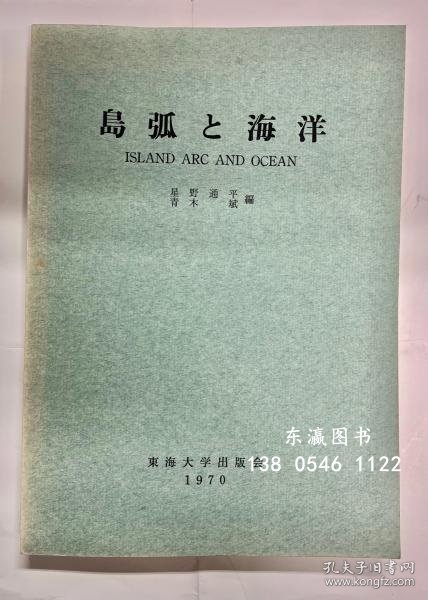 島弧と海洋
ISLAND ARC AND OCEAN
星野通平
青木 斌 編
东瀛图书
138 0546 1122
東海大学出版会
1970
孔夫子旧书网
www.kongfz.com